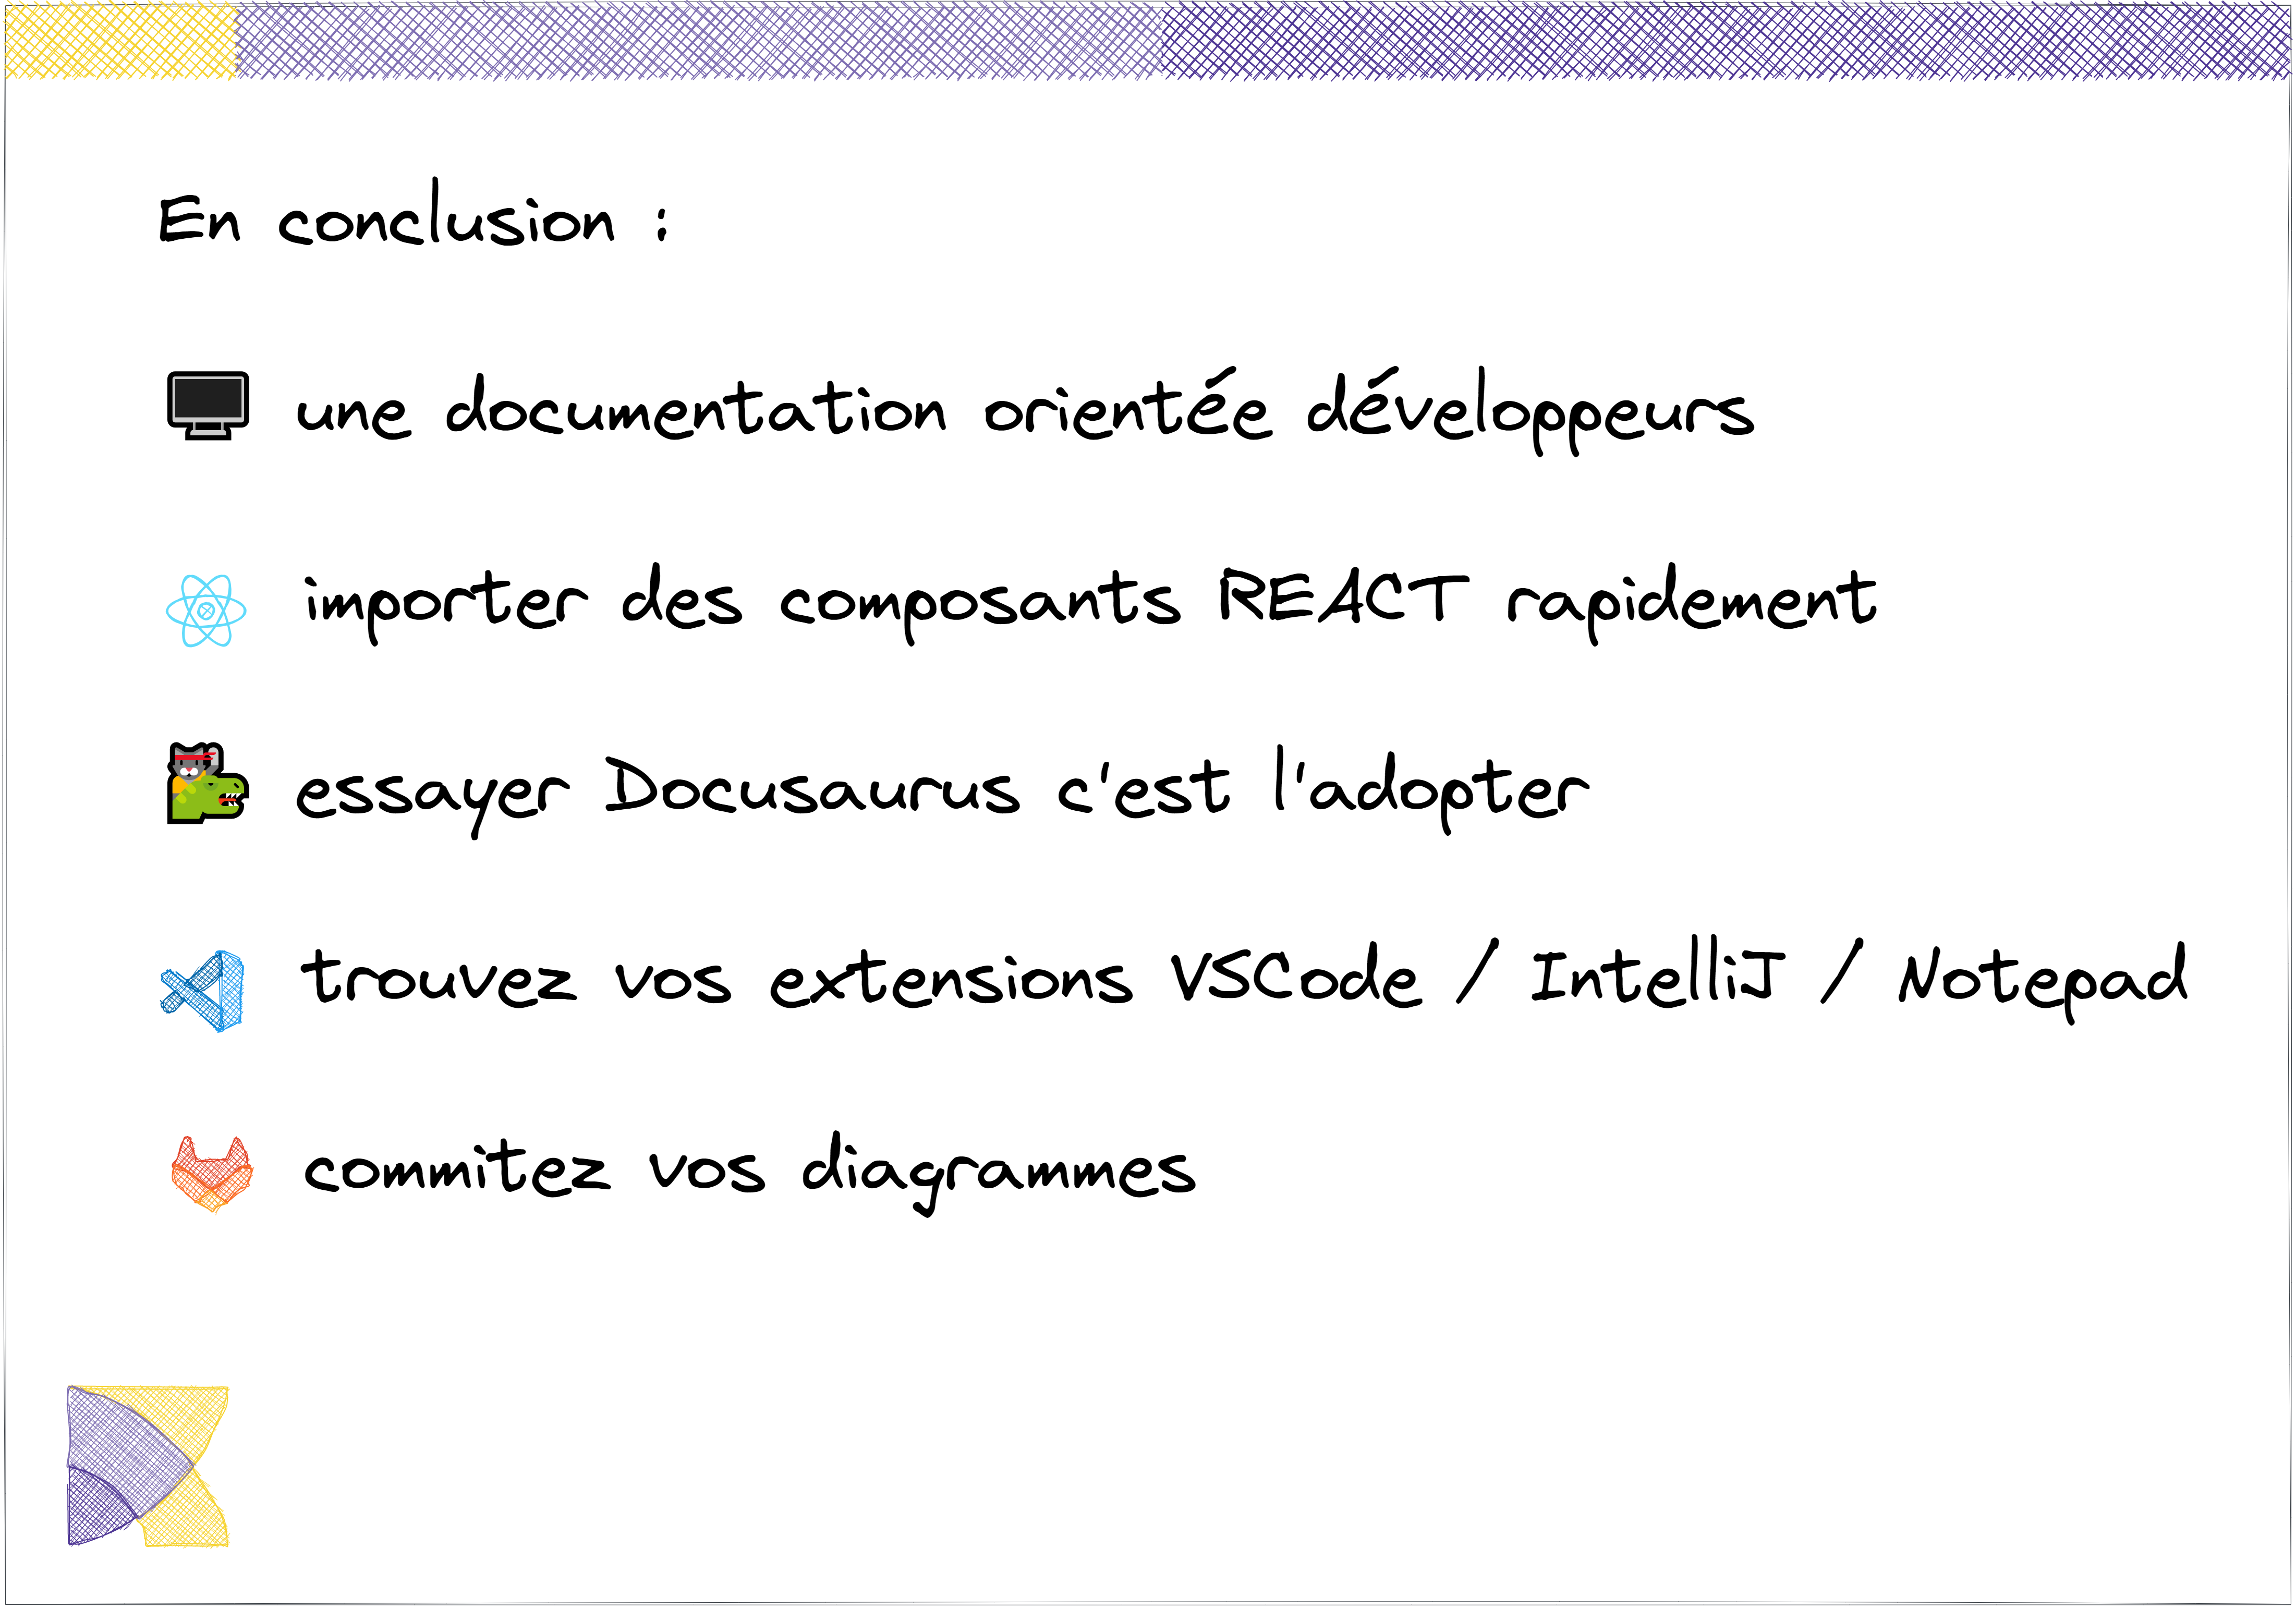 En conclusion :
une documentation orientée développeurs
importer des composants REACT rapidement
essayer Docusaurus c'est l'adopter
trouvez vos extensions VSCode / IntelliJ / Notepad
commitez vos diagrammes